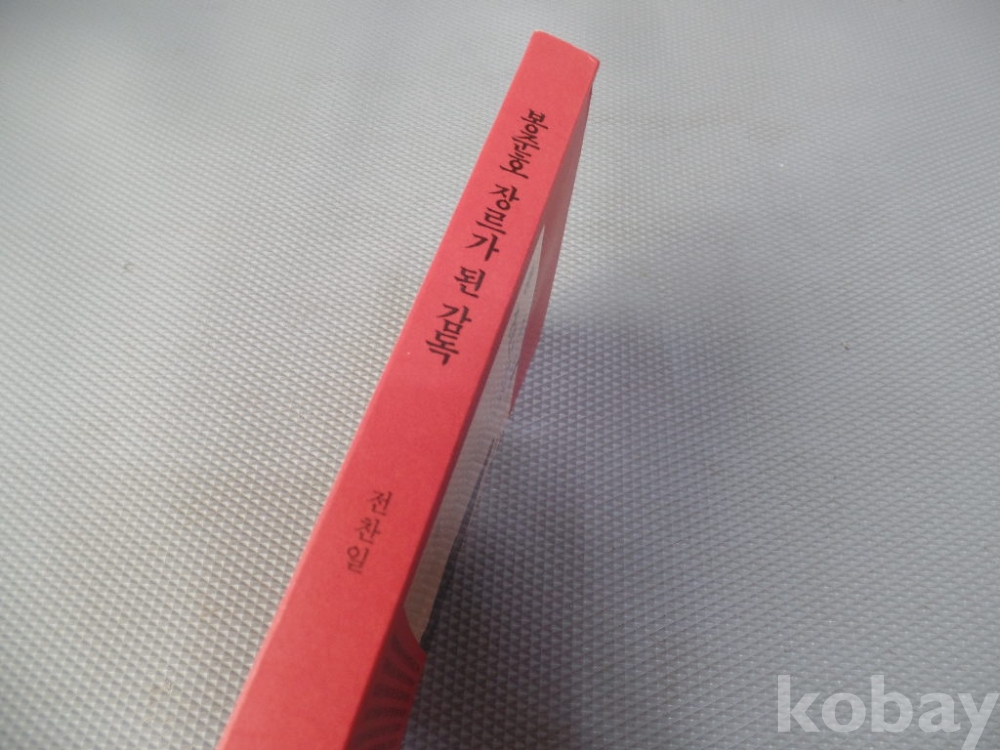 봉준호 장르가 된 감독
전찬일
kobay